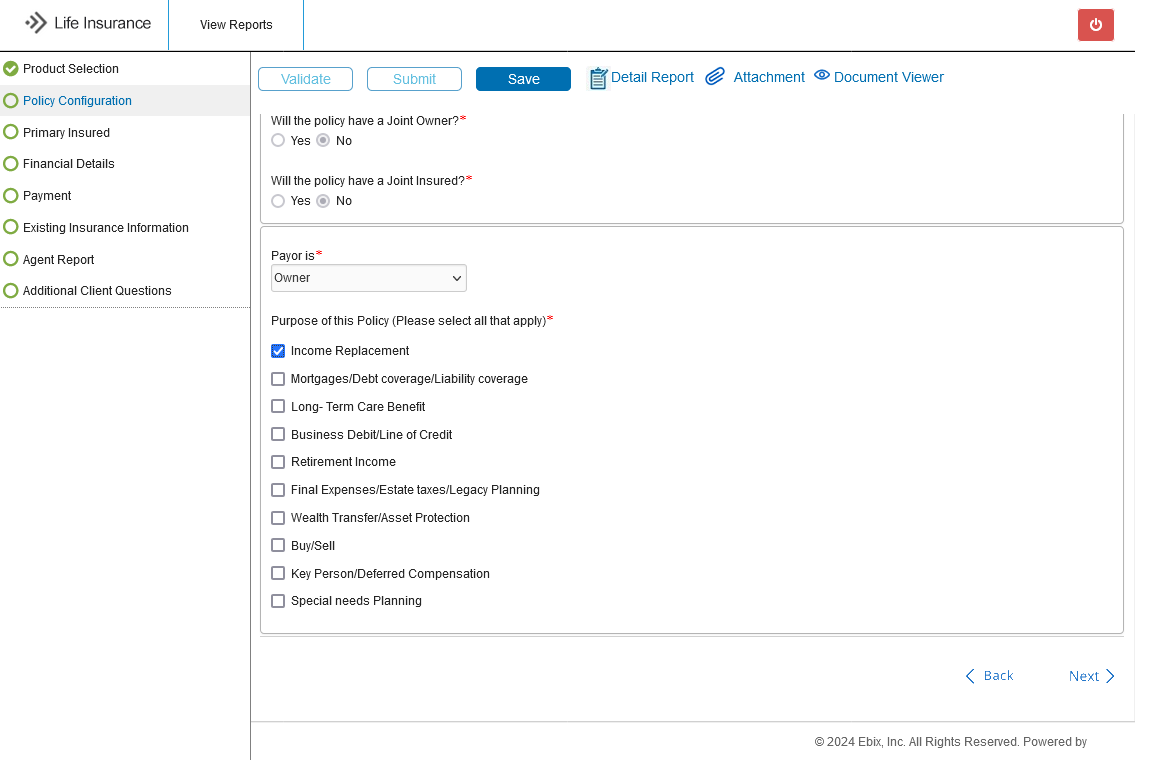 Life Insurance
View Reports
Product Selection
Policy Configuration
Primary Insured
Financial Details
Payment
Existing Insurance Information
Agent Report
Additional Client Questions
Validate Submit Save Detail Report Attachment Document Viewer
Will the policy have a Joint Owner?*
Yes No
Will the policy have a Joint Insured?*
Yes No
Payor is*
Owner
Purpose of this Policy (Please select all that apply)*
Income Replacement
Mortgages/Debt coverage/Liability coverage
Long- Term Care Benefit
Business Debit/Line of Credit
Retirement Income
Final Expenses/Estate taxes/Legacy Planning
Wealth Transfer/Asset Protection
Buy/Sell
Key Person/Deferred Compensation
Special needs Planning
Back Next
© 2024 Ebix, Inc. All Rights Reserved. Powered by